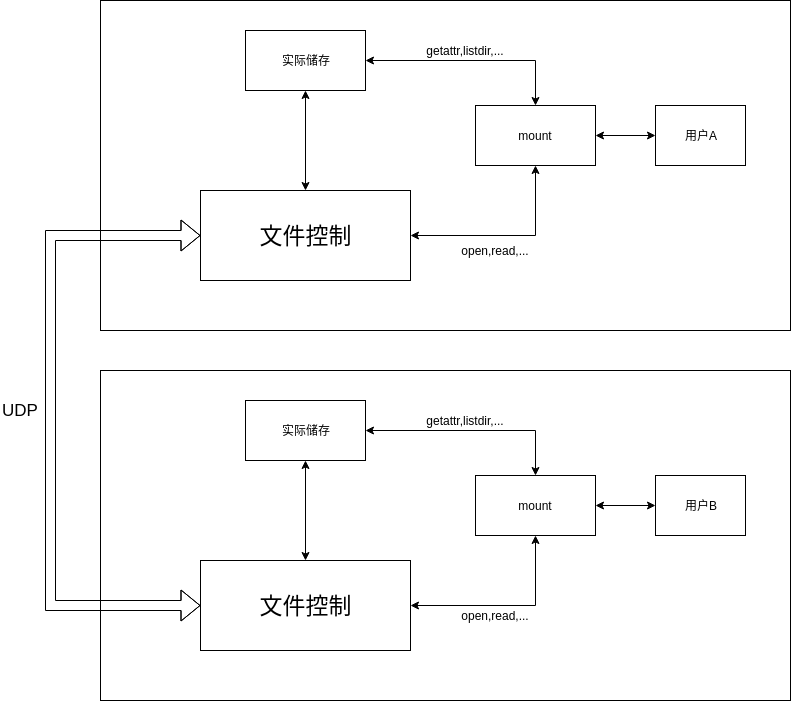 实际储存
getattr,listdir,...
mount
用户A
文件控制
open,read,...
UDP
实际储存
getattr,listdir,...
mount
用户B
文件控制
open,read,...